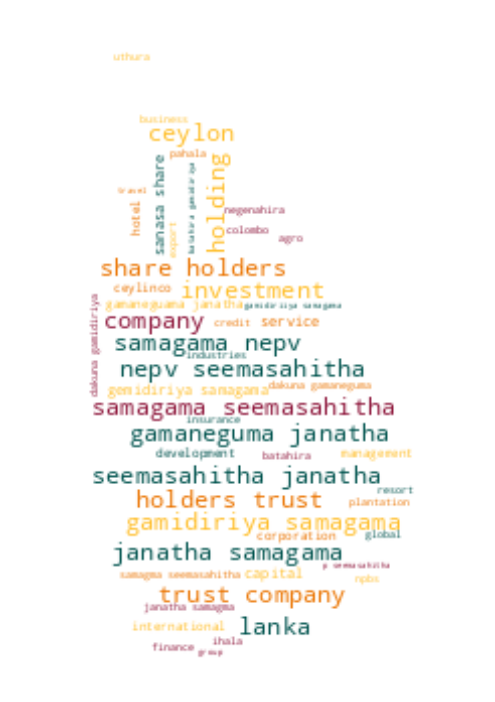 uthura
business
ceylon
pahala
sanasa share
batahira gamidiriya
holding
travel
hotel
export
negenahira
colombo
agro
share holders
ceylinco
investment
gamaneguama janatha
gamidiriya samagama
dakuna gamidiriya
company
credit
service
samagama nepv
industries
nepv seemasahitha
dakuna gamaneguma
gemidiriya samagama
samagama seemasahitha
insurance
gamaneguma janatha
development
batahira
management
seemasahitha janatha
resort
holders trust
plantation
gamidiriya samagama
corporation
global
janatha samagama
p seemasahitha
samagma seemasahitha
capital
npbs
trust company
janatha samagma
international
lanka
ihala
finance
group